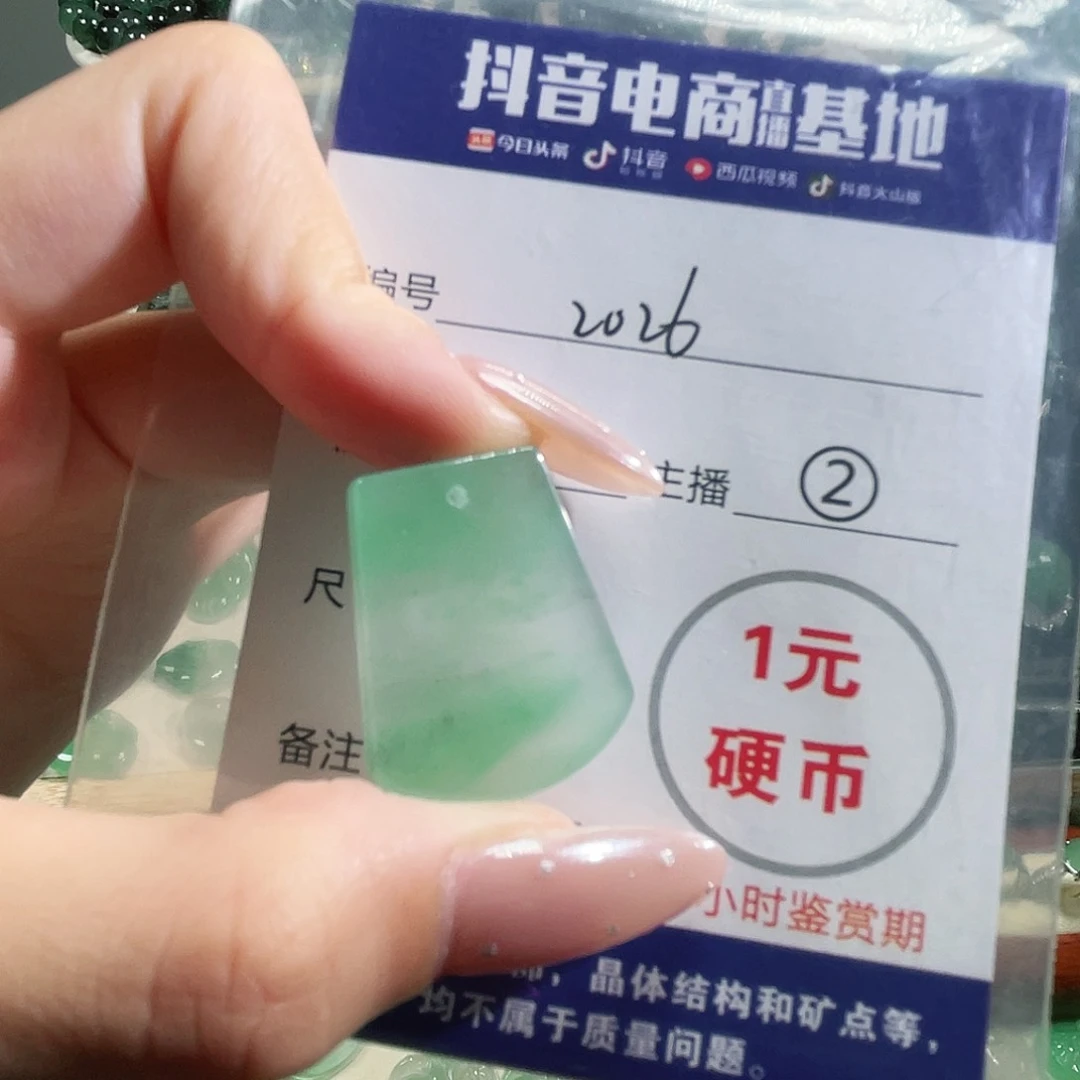 抖音电商直播基地
今日头条 抖音 西瓜视频 抖音火山版
编号 2026
主播 ②
尺
1元
硬币
备注
小时鉴赏期
晶体结构和矿点等，
均不属于质量问题。